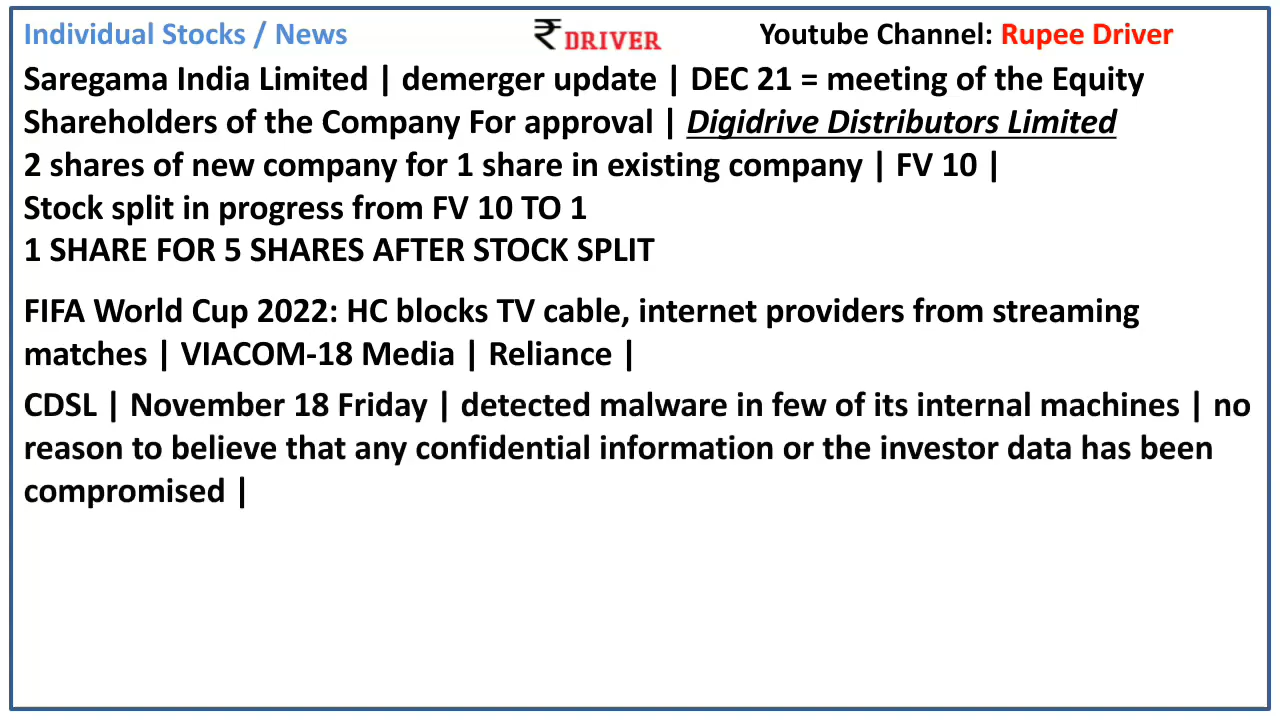 Individual Stocks / News
₹ DRIVER
Youtube Channel: Rupee Driver
Saregama India Limited | demerger update | DEC 21 = meeting of the Equity
Shareholders of the Company For approval | Digidrive Distributors Limited
2 shares of new company for 1 share in existing company | FV 10 |
Stock split in progress from FV 10 TO 1
1 SHARE FOR 5 SHARES AFTER STOCK SPLIT
FIFA World Cup 2022: HC blocks TV cable, internet providers from streaming
matches | VIACOM-18 Media | Reliance |
CDSL | November 18 Friday | detected malware in few of its internal machines | no
reason to believe that any confidential information or the investor data has been
compromised |